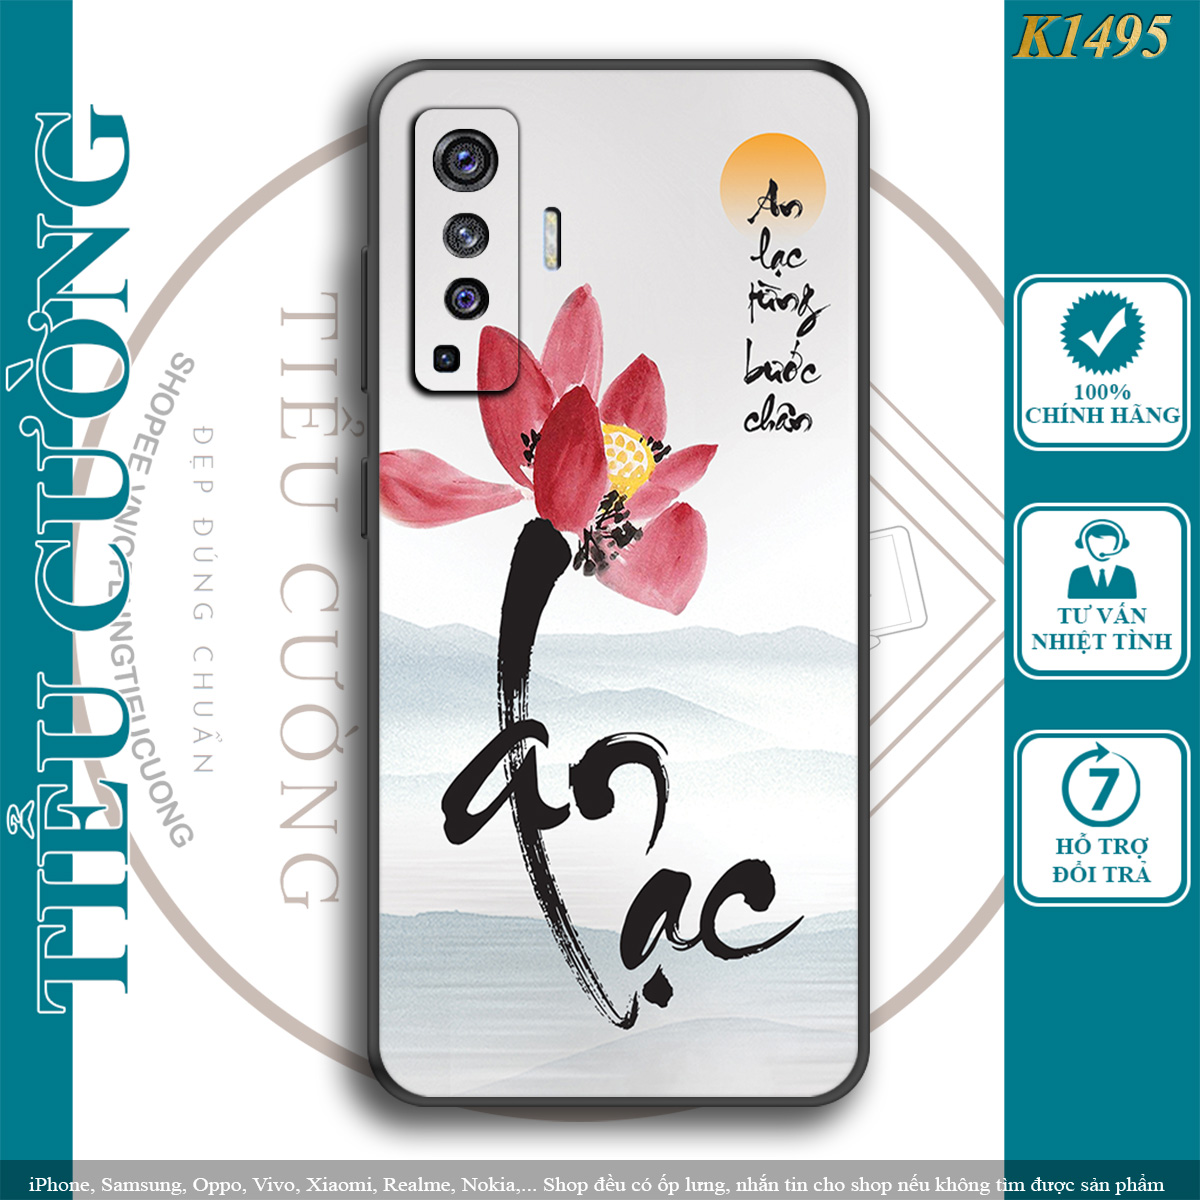 K1495
TIỂU CƯỜNG
TIỂU CƯỜNG
ĐẸP ĐÚNG CHUẨN
An
lạc
từng
bước
chân
an
lạc
100%
CHÍNH HÃNG
TƯ VẤN
NHIỆT TÌNH
7
HỖ TRỢ
ĐỔI TRẢ
iPhone, Samsung, Oppo, Vivo, Xiaomi, Realme, Nokia,... Shop đều có ốp lưng, nhắn tin cho shop nếu không tìm được sản phẩm